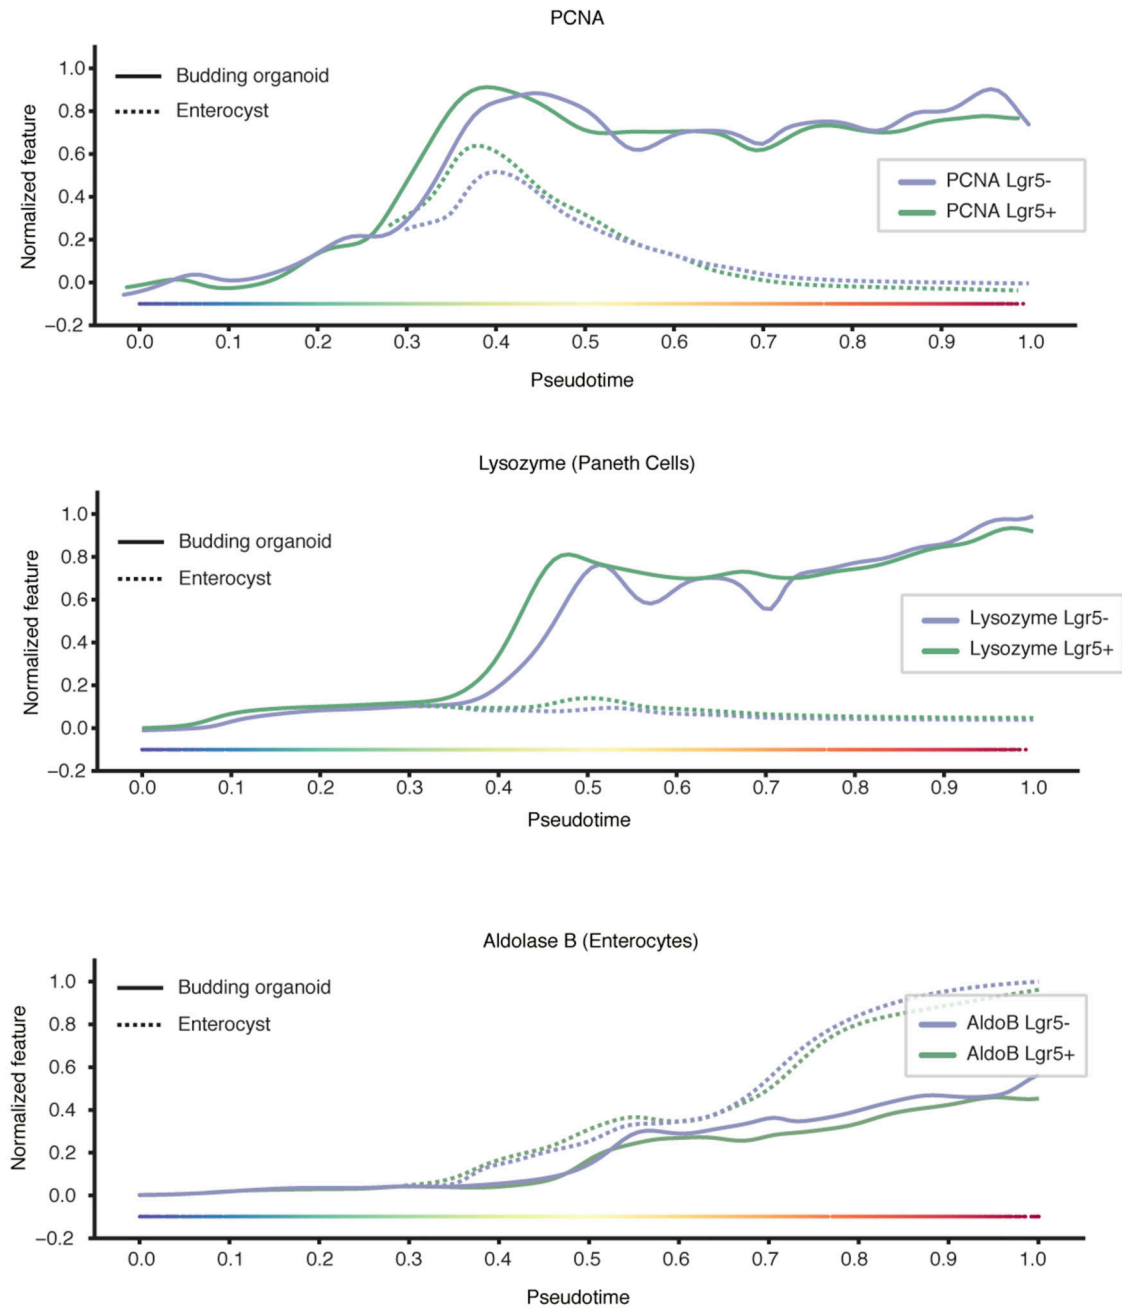 PCNA
1.0
Budding organoid
Enterocyst
0.8
0.6
0.4
0.2
0.0
−0.2
Normalized feature
PCNA Lgr5-
PCNA Lgr5+
0.0 0.1 0.2 0.3 0.4 0.5 0.6 0.7 0.8 0.9 1.0
Pseudotime
Lysozyme (Paneth Cells)
1.0
Budding organoid
Enterocyst
0.8
0.6
0.4
0.2
0.0
−0.2
Normalized feature
Lysozyme Lgr5-
Lysozyme Lgr5+
0.0 0.1 0.2 0.3 0.4 0.5 0.6 0.7 0.8 0.9 1.0
Pseudotime
Aldolase B (Enterocytes)
1.0
Budding organoid
Enterocyst
0.8
0.6
0.4
0.2
0.0
−0.2
Normalized feature
AldoB Lgr5-
AldoB Lgr5+
0.0 0.1 0.2 0.3 0.4 0.5 0.6 0.7 0.8 0.9 1.0
Pseudotime